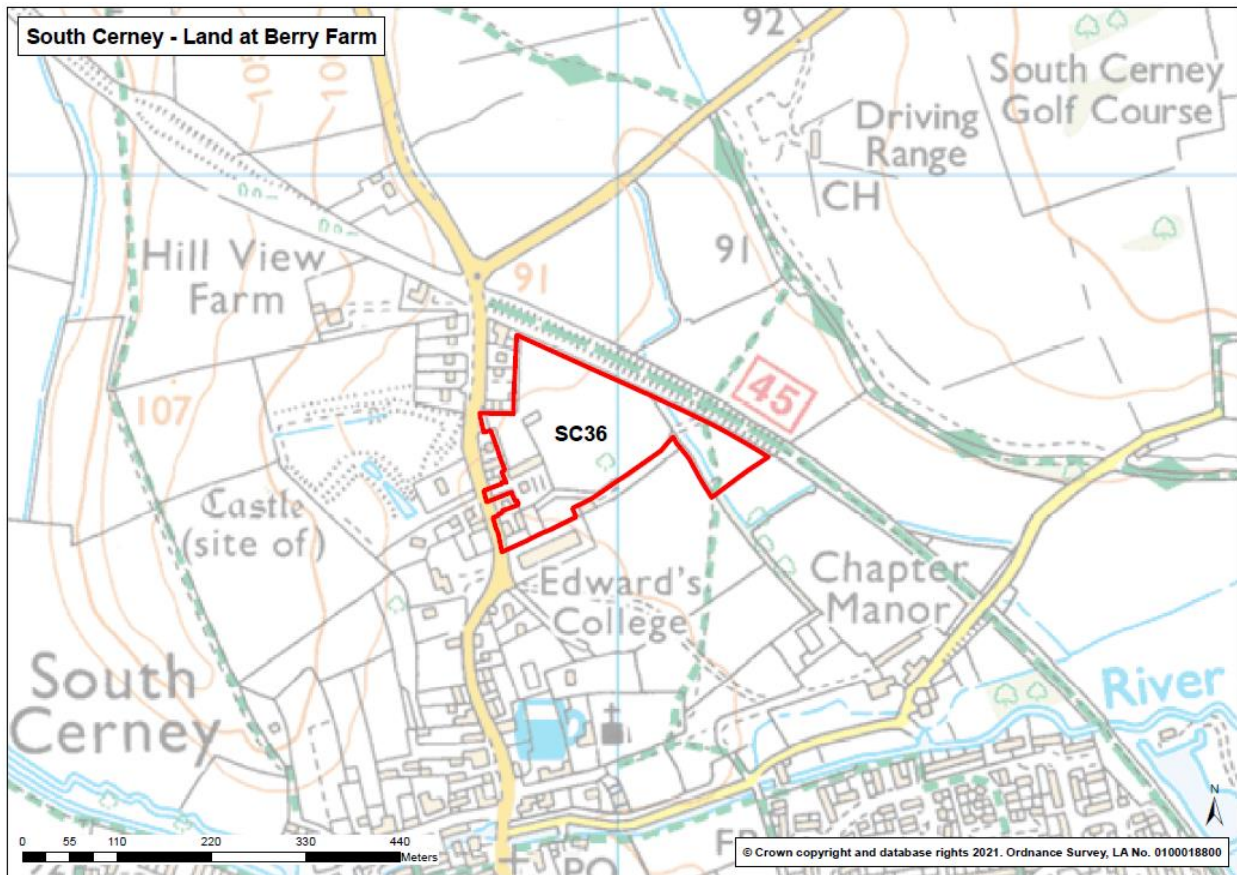 South Cerney - Land at Berry Farm
92
South Cerney
Golf Course
Driving
Range
CH
105
Hill View
Farm
91
91
107
45
SC36
Castle
(site of)
Edward's
College
Chapter
Manor
South
Cerney
River
N
0 55 110 220 330 440
Meters
PO
© Crown copyright and database rights 2021. Ordnance Survey, LA No. 0100018800